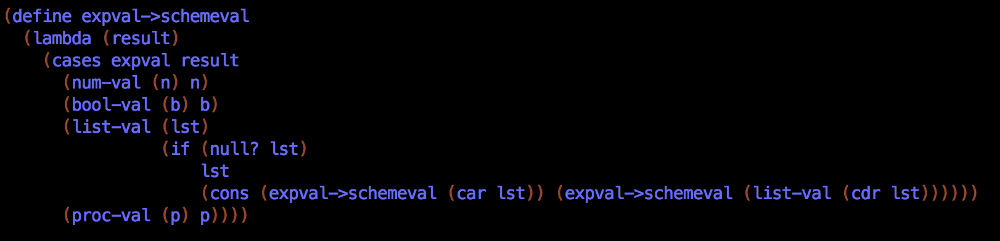 (define expval->schemeval
  (lambda (result)
    (cases expval result
      (num-val (n) n)
      (bool-val (b) b)
      (list-val (lst)
                (if (null? lst)
                    lst
                    (cons (expval->schemeval (car lst)) (expval->schemeval (list-val (cdr lst))))))
      (proc-val (p) p))))